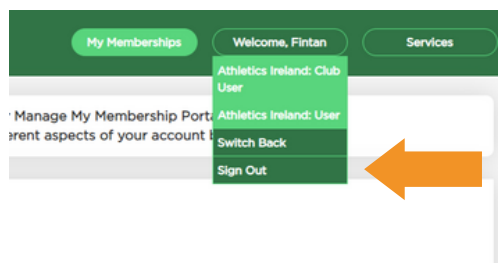 My Memberships
Welcome, Fintan
Services
Athletics Ireland: Club
User
Athletics Ireland: User
Switch Back
Sign Out
Manage My Membership
erent aspects of your account